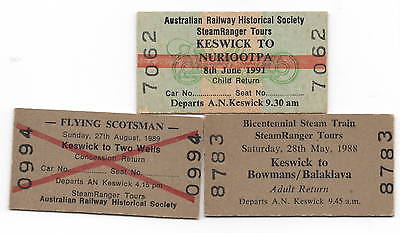 Australian Railway Historical Society
SteamRanger Tours
KESWICK TO
NURIOOTPA
8th June 1991
Child Return
Car No. ............ Seat No. ............
Departs A.N. Keswick 9.30 am
7062
7062
— FLYING SCOTSMAN —
Sunday, 27th August, 1989
Keswick to Two Wells
Concession Return
Car No. ............ Seat No. ............
Departs AN Keswick 4.15 pm
SteamRanger Tours
Australian Railway Historical Society
0994
0994
Bicentennial Steam Train
SteamRanger Tours
Saturday, 28th May, 1988
Keswick to
Bowmans/Balaklava
Adult Return
Departs A.N. Keswick 9.45 a.m.
8783
8783